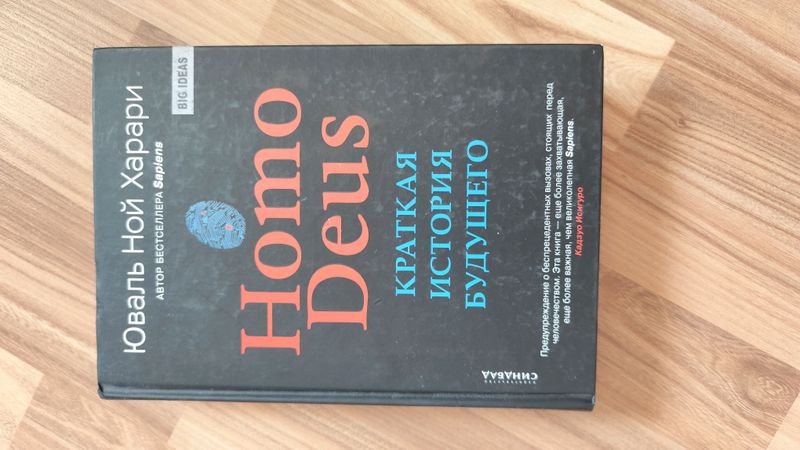 Юваль Ной Харари
АВТОР БЕСТСЕЛЛЕРА Sapiens
BIG IDEAS
Homo
Deus
КРАТКАЯ
ИСТОРИЯ
БУДУЩЕГО
Предупреждение о беспрецедентных вызовах, стоящих перед
человечеством. Эта книга — еще более захватывающая,
еще более важная, чем великолепная Sapiens.
Кадзуо Исигуро
ИЗДАТЕЛЬСТВО
СИНДБАД